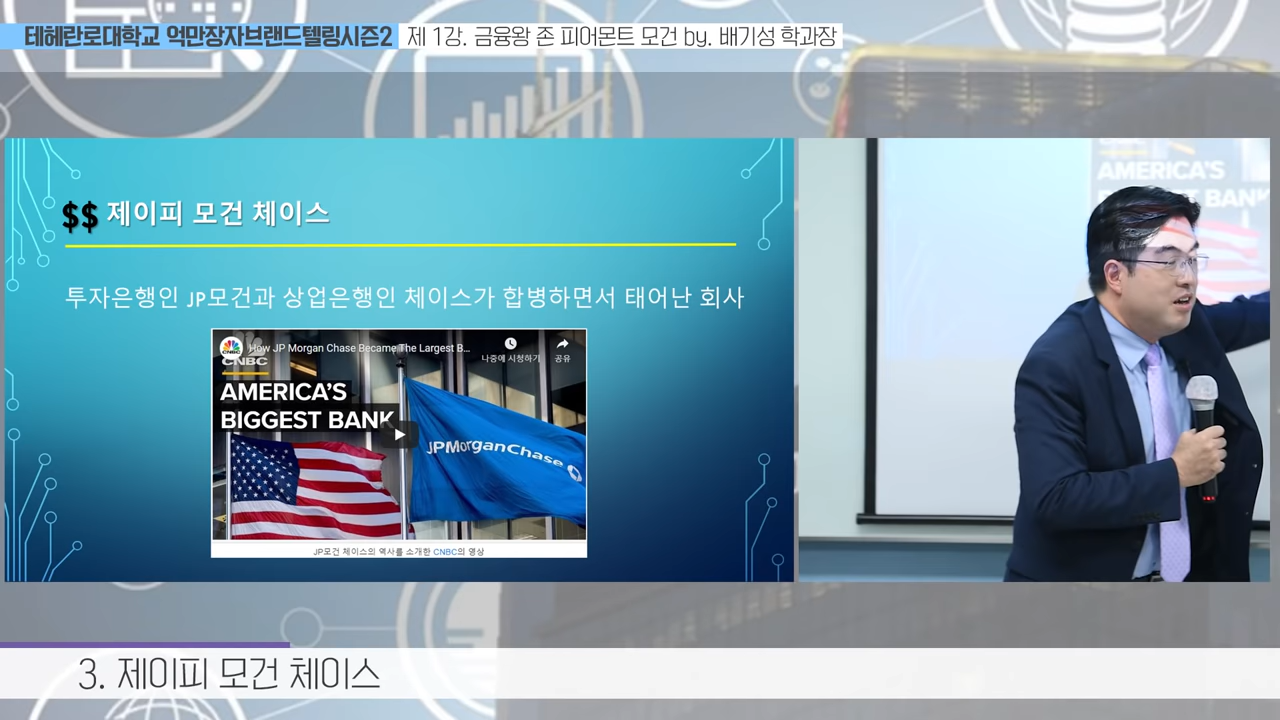 테헤란로대학교 억만장자브랜드텔링시즌2 제 1강. 금융왕 존 피어몬트 모건 by. 배기성 학과장
$$ 제이피 모건 체이스
투자은행인 JP모건과 상업은행인 체이스가 합병하면서 태어난 회사
How JP Morgan Chase Became The Largest B...
나중에 시청하기
공유
CNBC
AMERICA'S
BIGGEST BANK
JPMorganChase
JP모건 체이스의 역사를 소개한 CNBC의 영상
AMERICA'S
BIGGEST BANK
3. 제이피 모건 체이스